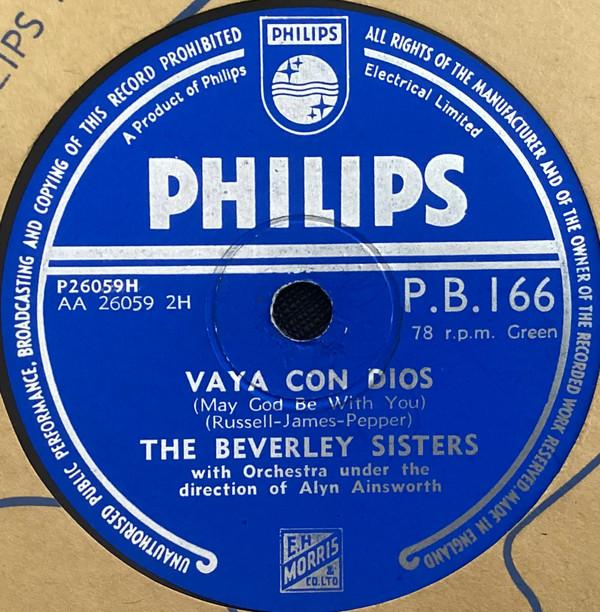 LIPS
UNAUTHORISED PUBLIC PERFORMANCE, BROADCASTING AND COPYING OF THIS RECORD PROHIBITED
ALL RIGHTS OF THE MANUFACTURER AND OF THE OWNER OF THE RECORDED WORK RESERVED. MADE IN ENGLAND
PHILIPS
A Product of Philips Electrical Limited
PHILIPS
P26059H
AA 26059 2H
P.B.166
78 r.p.m. Green
VAYA CON DIOS
(May God Be With You)
(Russell-James-Pepper)
THE BEVERLEY SISTERS
with Orchestra under the
direction of Alyn Ainsworth
E.H.
MORRIS
&
CO. LTD